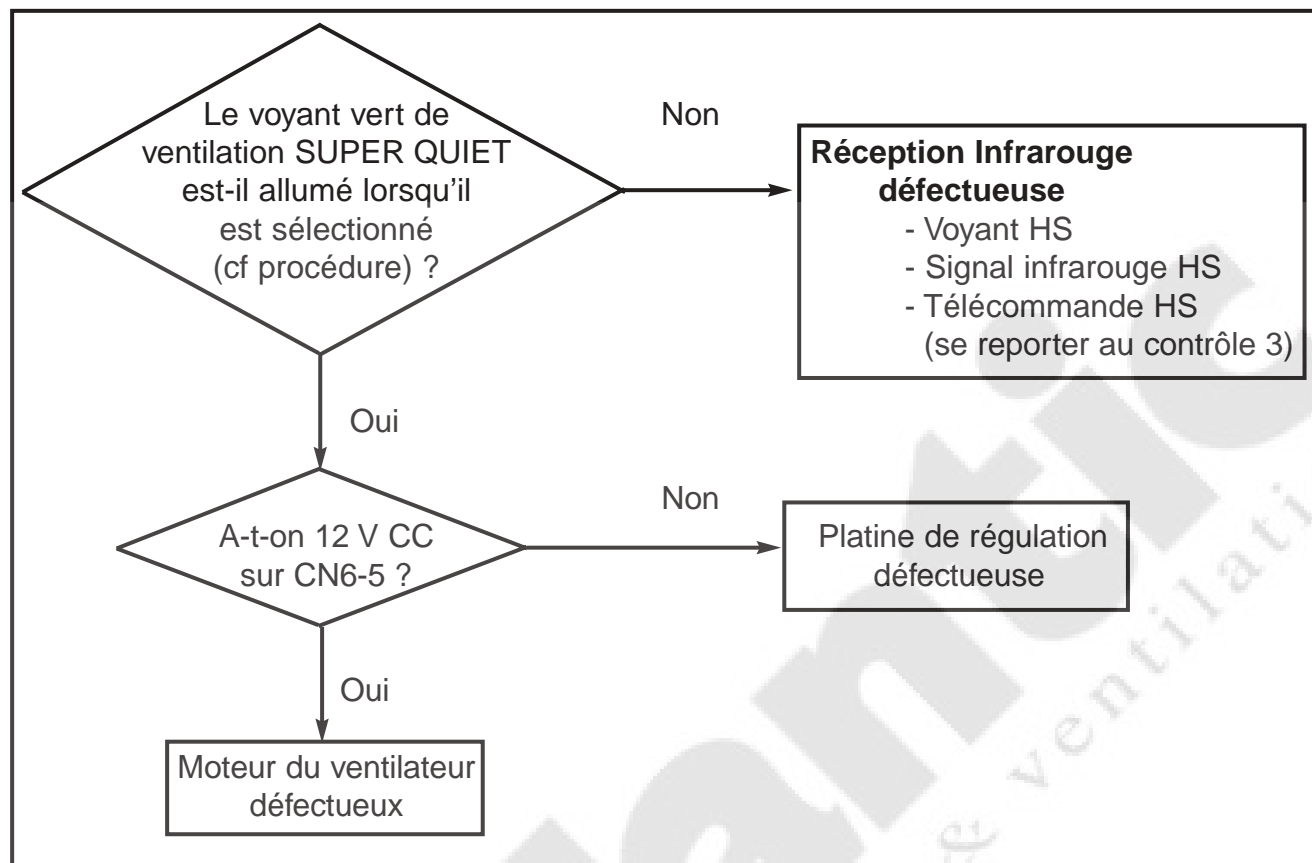 Le voyant vert de
ventilation SUPER QUIET
est-il allumé lorsqu’il
est sélectionné
(cf procédure) ?
Non
Réception Infrarouge
défectueuse
- Voyant HS
- Signal infrarouge HS
- Télécommande HS
(se reporter au contrôle 3)
Oui
A-t-on 12 V CC
sur CN6-5 ?
Non
Platine de régulation
défectueuse
Oui
Moteur du ventilateur
défectueux